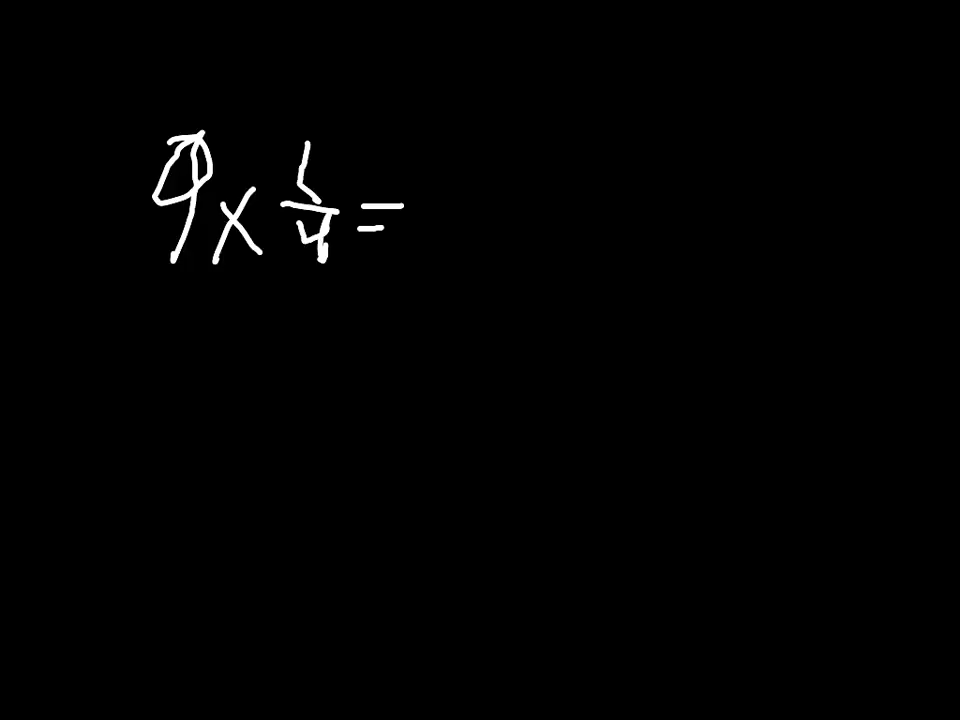 9 x 1/4 =